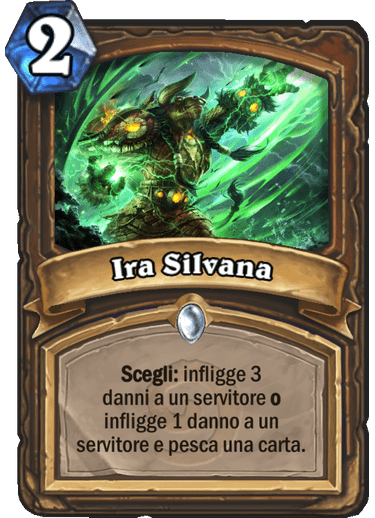 2
Ira Silvana
Scegli: infligge 3
danni a un servitore o
infligge 1 danno a un
servitore e pesca una carta.